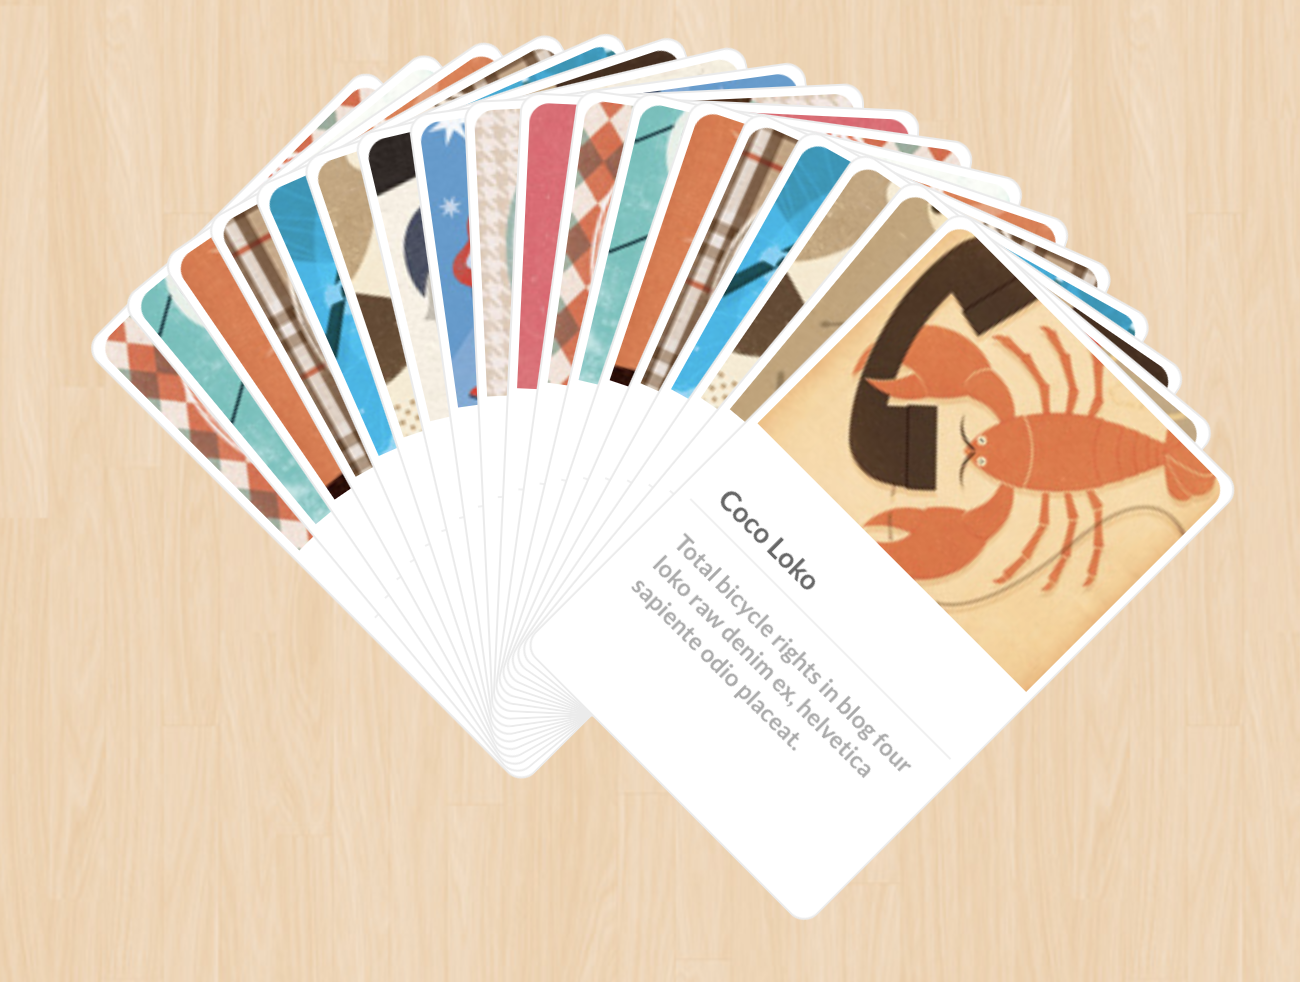 Coco Loko
Total bicycle rights in blog four
loko raw denim ex, helvetica
sapiente odio placeat.